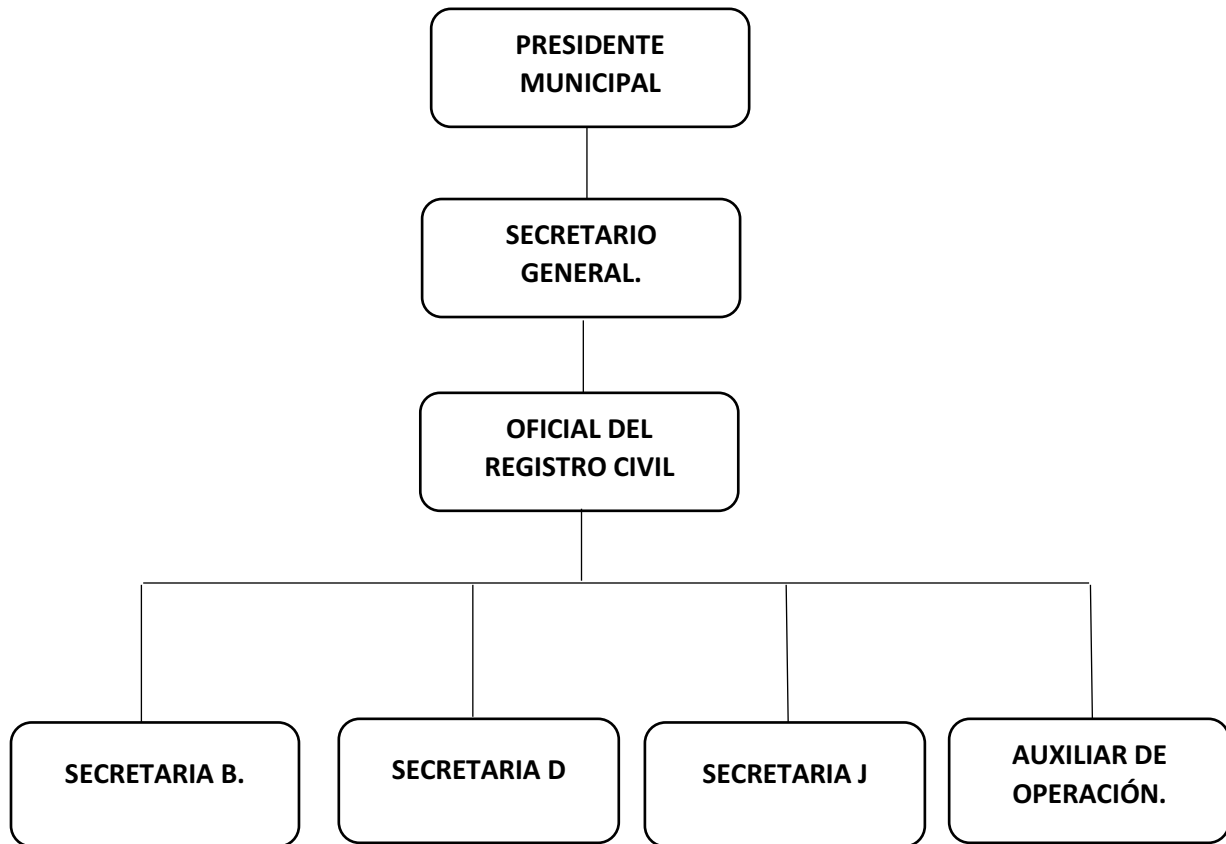 PRESIDENTE
MUNICIPAL
SECRETARIO
GENERAL.
OFICIAL DEL
REGISTRO CIVIL
SECRETARIA B.
SECRETARIA D
SECRETARIA J
AUXILIAR DE
OPERACIÓN.